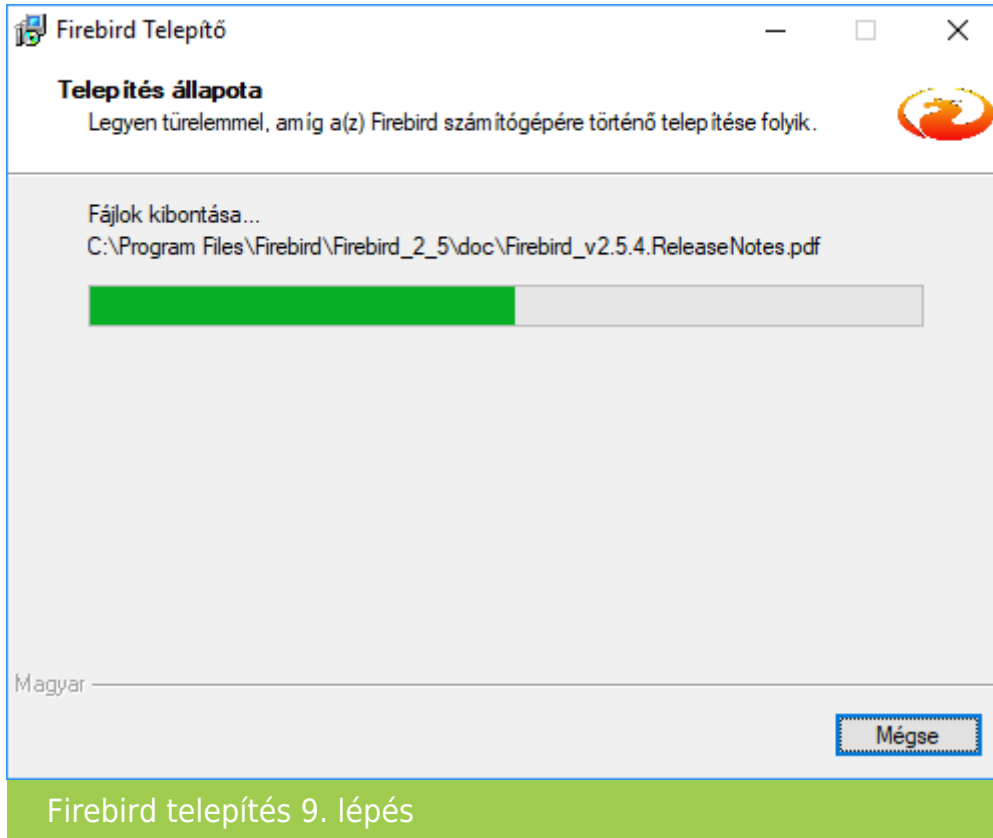 Firebird Telepítő
Telepítés állapota
Legyen türelemmel, amíg a(z) Firebird számítógépére történő telepítése folyik.
Fájlok kibontása...
C:\Program Files\Firebird\Firebird_2_5\doc\Firebird_v2.5.4.ReleaseNotes.pdf
Magyar
Mégse
Firebird telepítés 9. lépés